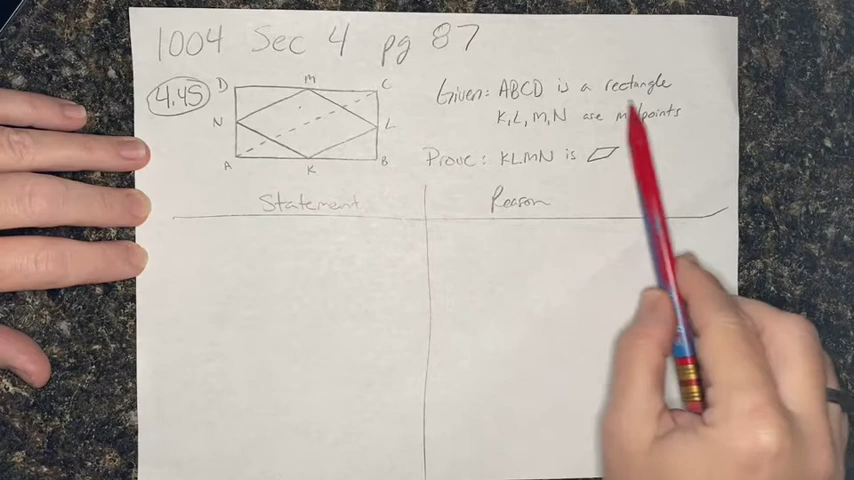 1004 Sec 4 pg 87
4.45
D M C
Given: ABCD is a rectangle
K, L, M, N are midpoints
N L
A K B
Prove: KLMN is ▱
Statement Reason